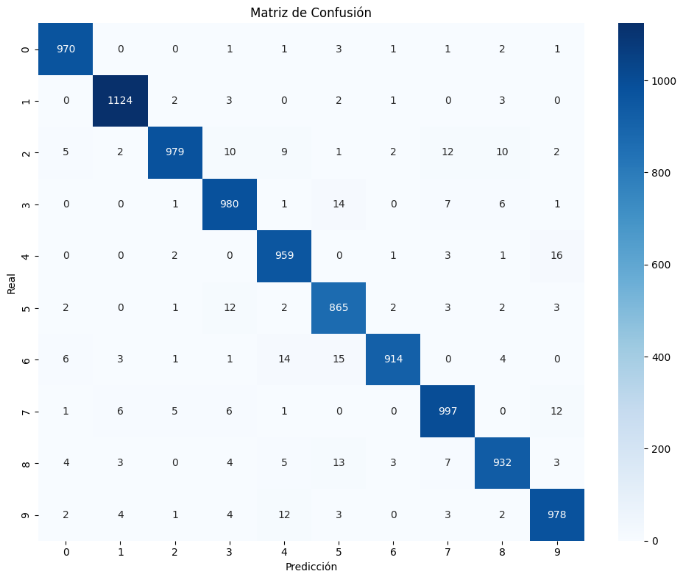 Matriz de Confusión
0 970 0 0 1 1 3 1 1 2 1
1 0 1124 2 3 0 2 1 0 3 0
2 5 2 979 10 9 1 2 12 10 2
3 0 0 1 980 1 14 0 7 6 1
4 0 0 2 0 959 0 1 3 1 16
5 2 0 1 12 2 865 2 3 2 3
6 6 3 1 1 14 15 914 0 4 0
7 1 6 5 6 1 0 0 997 0 12
8 4 3 0 4 5 13 3 7 932 3
9 2 4 1 4 12 3 0 3 2 978
0 1 2 3 4 5 6 7 8 9
Predicción
Real
1000
800
600
400
200
0